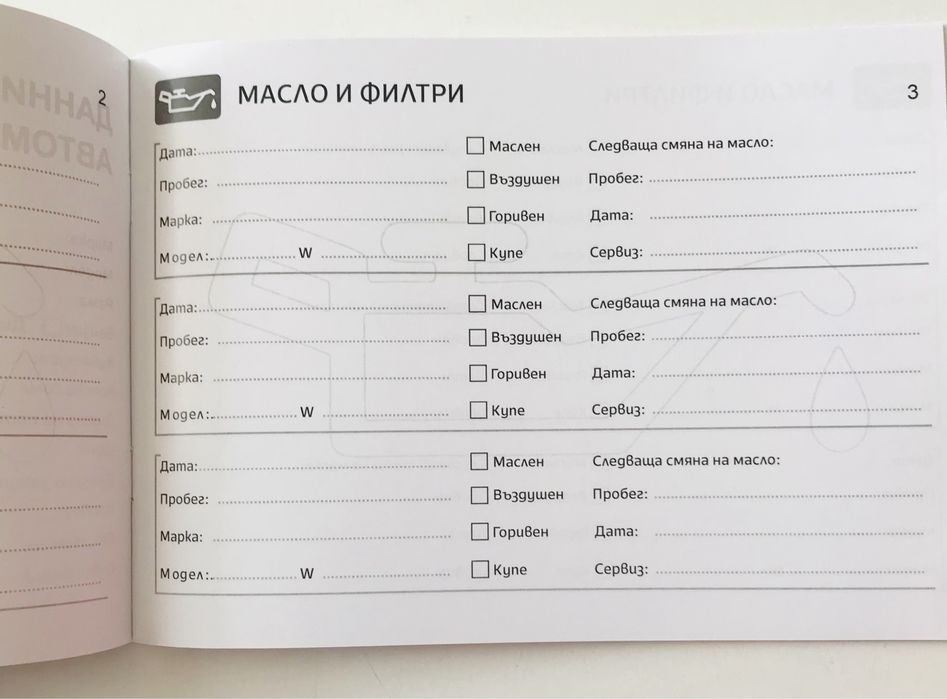 2
ДАННИ
АВТОМ
МАСЛО И ФИЛТРИ
3
Дата: Маслен Следваща смяна на масло:
Пробег: Въздушен Пробег:
Марка: Горивен Дата:
Модел: W Купе Сервиз:
Дата: Маслен Следваща смяна на масло:
Пробег: Въздушен Пробег:
Марка: Горивен Дата:
Модел: W Купе Сервиз:
Дата: Маслен Следваща смяна на масло:
Пробег: Въздушен Пробег:
Марка: Горивен Дата:
Модел: W Купе Сервиз: